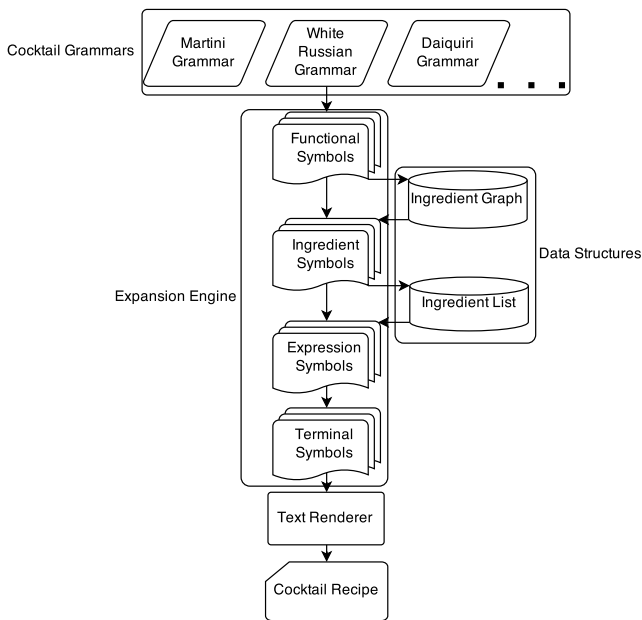 Cocktail Grammars
Martini
Grammar
White
Russian
Grammar
Daiquiri
Grammar
Functional
Symbols
Ingredient Graph
Ingredient
Symbols
Data Structures
Expansion Engine
Ingredient List
Expression
Symbols
Terminal
Symbols
Text Renderer
Cocktail Recipe